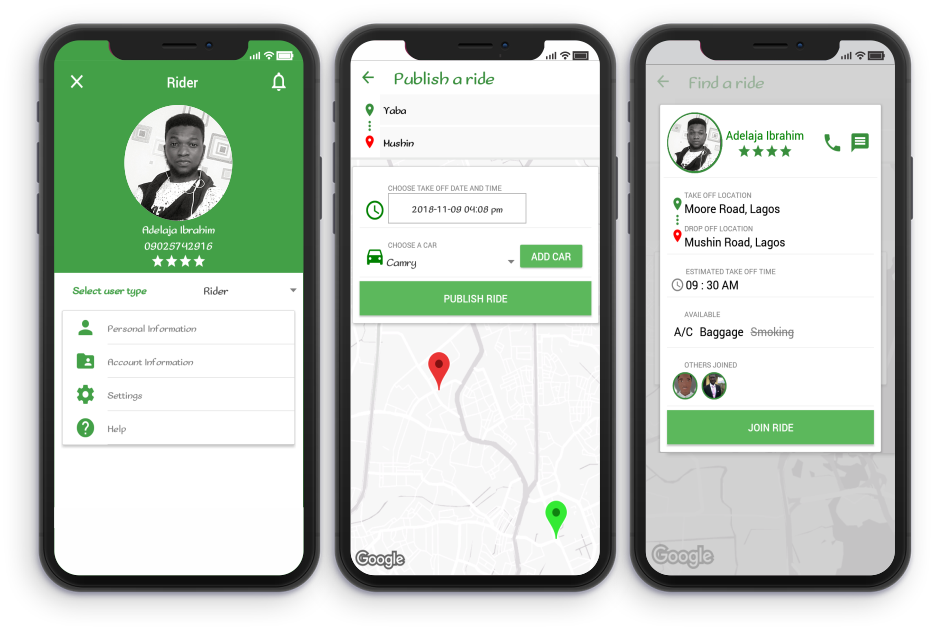 Rider
Adelaja Ibrahim
09025742916
Select user type Rider
Personal Information
Account Information
Settings
Help
Publish a ride
Yaba
Mushin
CHOOSE TAKE OFF DATE AND TIME
2018-11-09 04:08 pm
CHOOSE A CAR
Camry
ADD CAR
PUBLISH RIDE
Google
Find a ride
Adelaja Ibrahim
TAKE OFF LOCATION
Moore Road, Lagos
DROP OFF LOCATION
Mushin Road, Lagos
ESTIMATED TAKE OFF TIME
09 : 30 AM
AVAILABLE
A/C Baggage Smoking
OTHERS JOINED
JOIN RIDE
Google